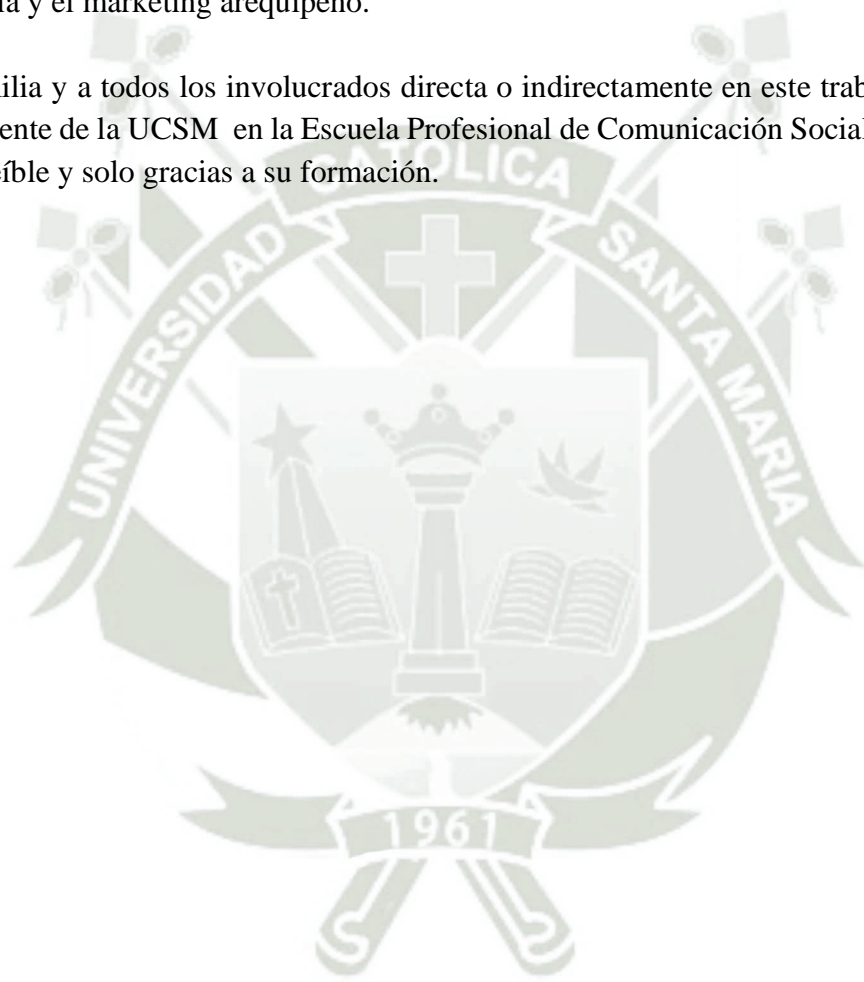 ia y el marketing arequipeño.
ilia y a todos los involucrados directa o indirectamente en este trab
ente de la UCSM en la Escuela Profesional de Comunicación Social
eíble y solo gracias a su formación.
UNIVERSIDAD CATOLICA SANTA MARIA
1961